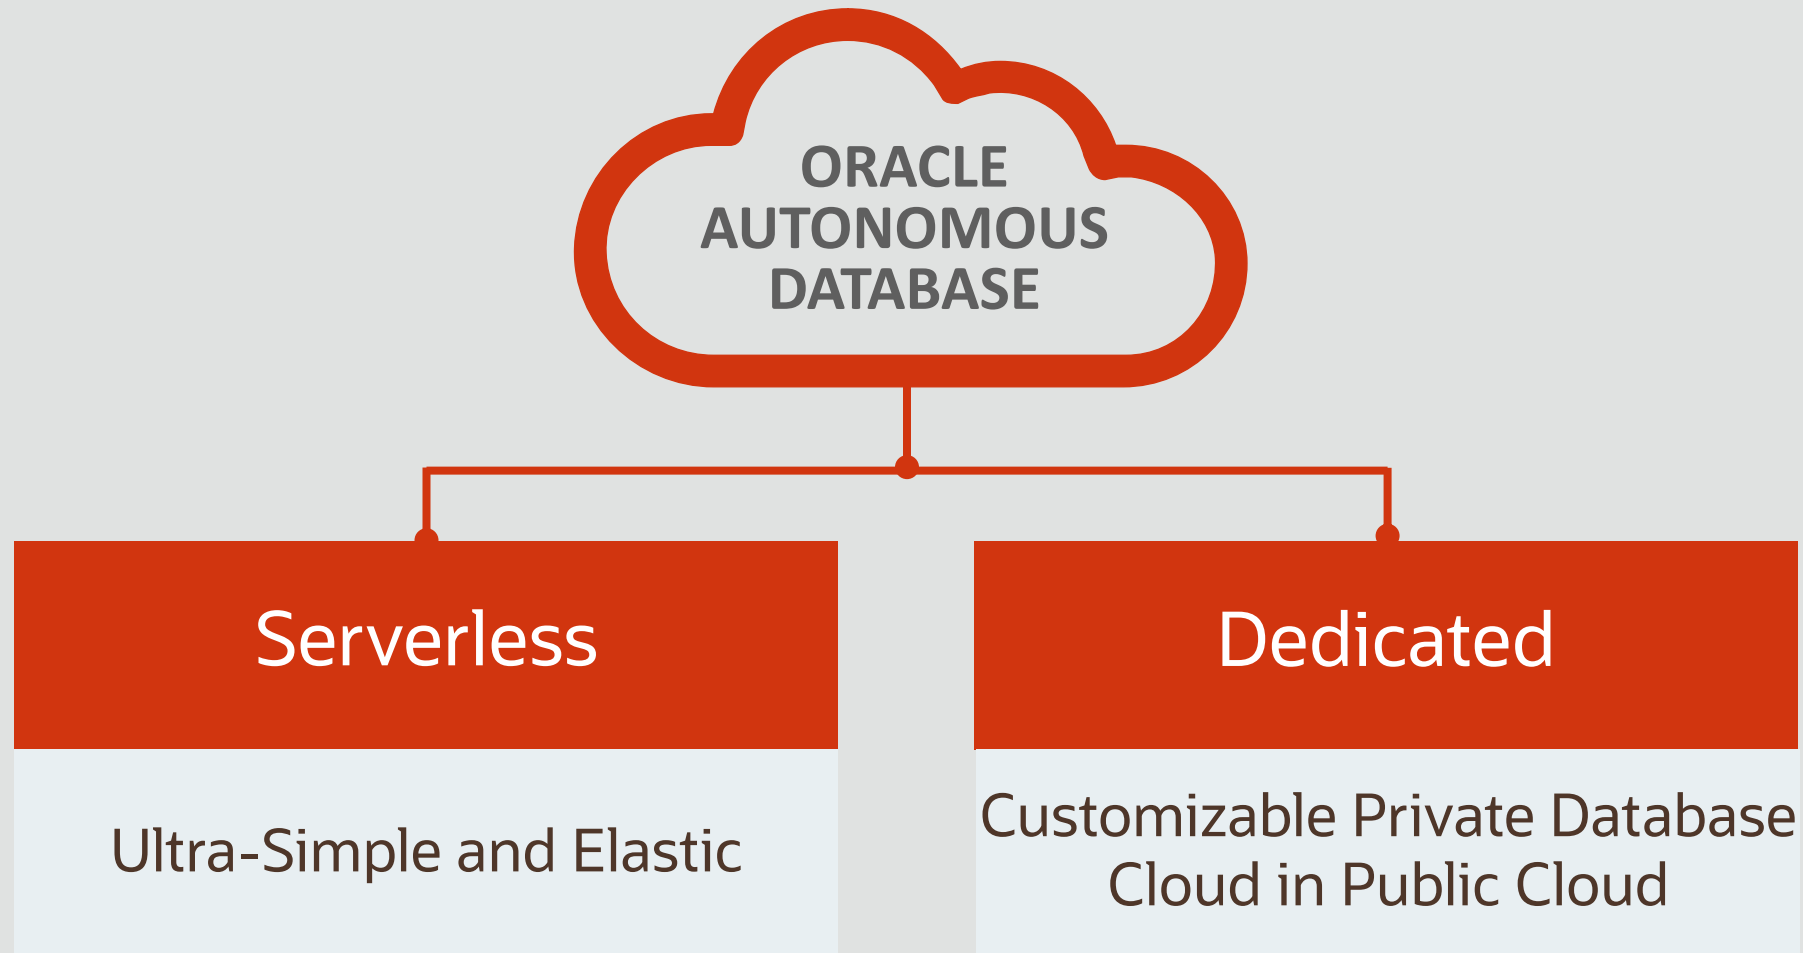 ORACLE
AUTONOMOUS
DATABASE
Serverless
Dedicated
Ultra-Simple and Elastic
Customizable Private Database
Cloud in Public Cloud